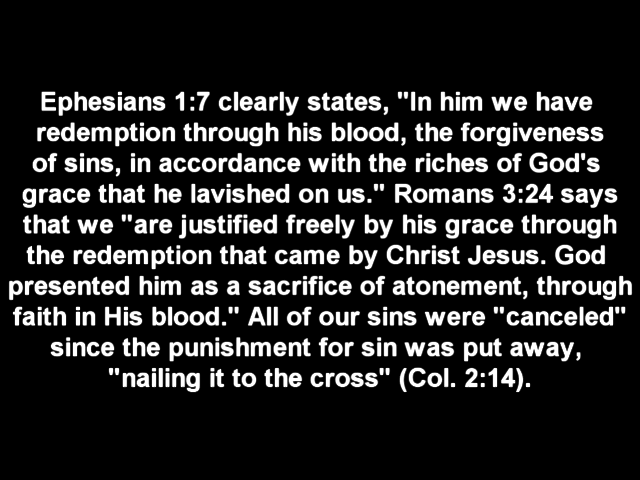 Ephesians 1:7 clearly states, "In him we have
redemption through his blood, the forgiveness
of sins, in accordance with the riches of God's
grace that he lavished on us." Romans 3:24 says
that we "are justified freely by his grace through
the redemption that came by Christ Jesus. God
presented him as a sacrifice of atonement, through
faith in His blood." All of our sins were "canceled"
since the punishment for sin was put away,
"nailing it to the cross" (Col. 2:14).